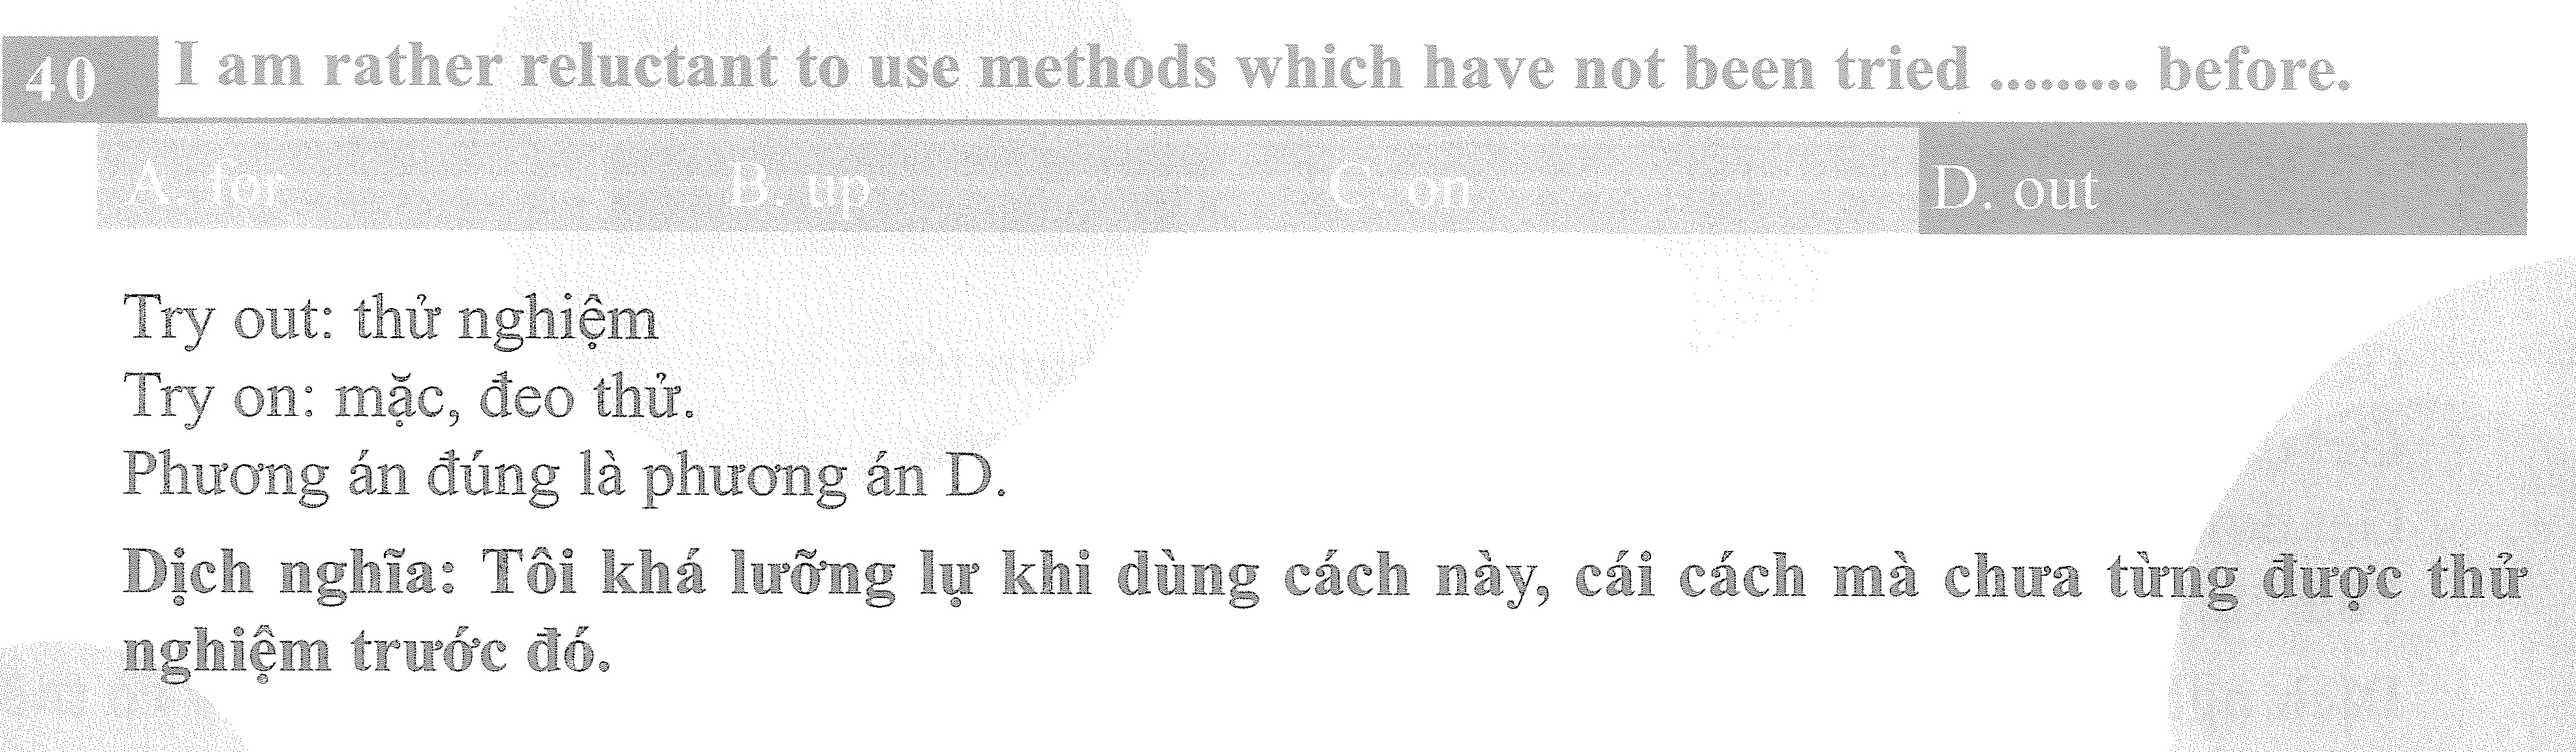 40 I am rather reluctant to use methods which have not been tried ......... before.
A. for B. up C. on D. out
Try out: thử nghiệm
Try on: mặc, đeo thử.
Phương án đúng là phương án D.
Dịch nghĩa: Tôi khá lưỡng lự khi dùng cách này, cái cách mà chưa từng được thử
nghiệm trước đó.